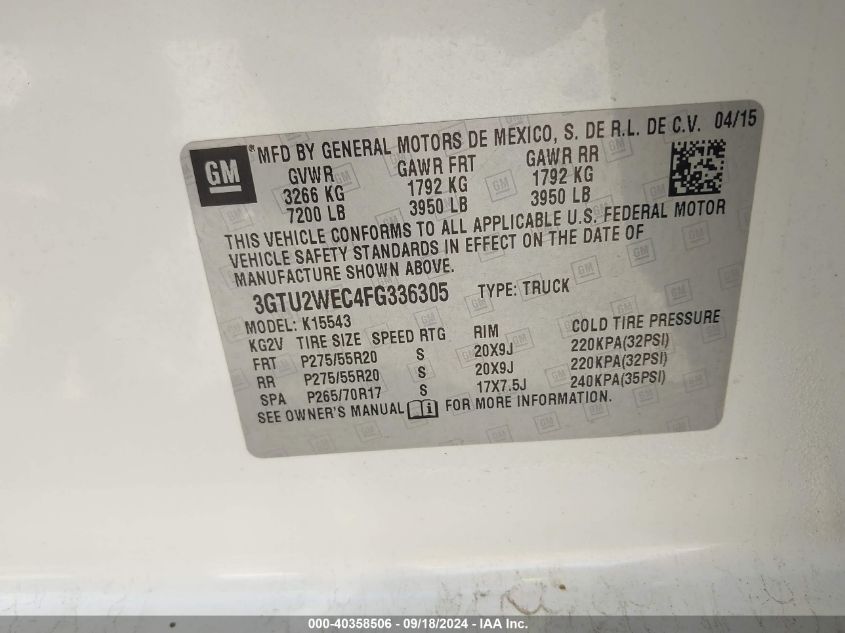 GM ® MFD BY GENERAL MOTORS DE MEXICO, S. DE R.L. DE C.V. 04/15
GVWR GAWR FRT GAWR RR
3266 KG 1792 KG 1792 KG
7200 LB 3950 LB 3950 LB
THIS VEHICLE CONFORMS TO ALL APPLICABLE U.S. FEDERAL MOTOR
VEHICLE SAFETY STANDARDS IN EFFECT ON THE DATE OF
MANUFACTURE SHOWN ABOVE.
3GTU2WEC4FG336305 TYPE: TRUCK
MODEL: K15543
KG2V TIRE SIZE SPEED RTG RIM COLD TIRE PRESSURE
FRT P275/55R20 S 20X9J 220KPA(32PSI)
RR P275/55R20 S 20X9J 220KPA(32PSI)
SPA P265/70R17 S 17X7.5J 240KPA(35PSI)
SEE OWNER'S MANUAL FOR MORE INFORMATION.
000-40358506 - 09/18/2024 - IAA Inc.